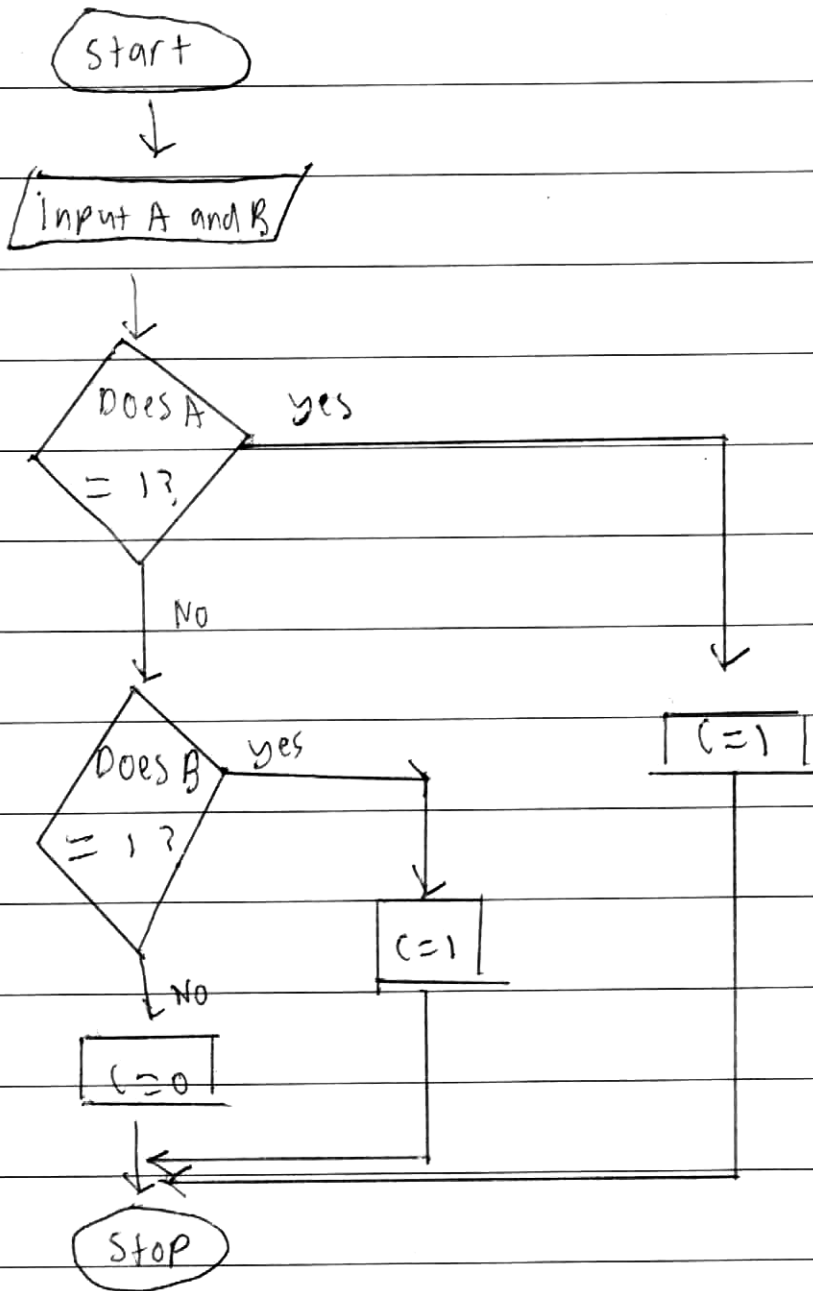 Start
input A and B
Does A
= 1?
yes
No
Does B
= 1?
yes
C=1
C=1
No
C=0
Stop